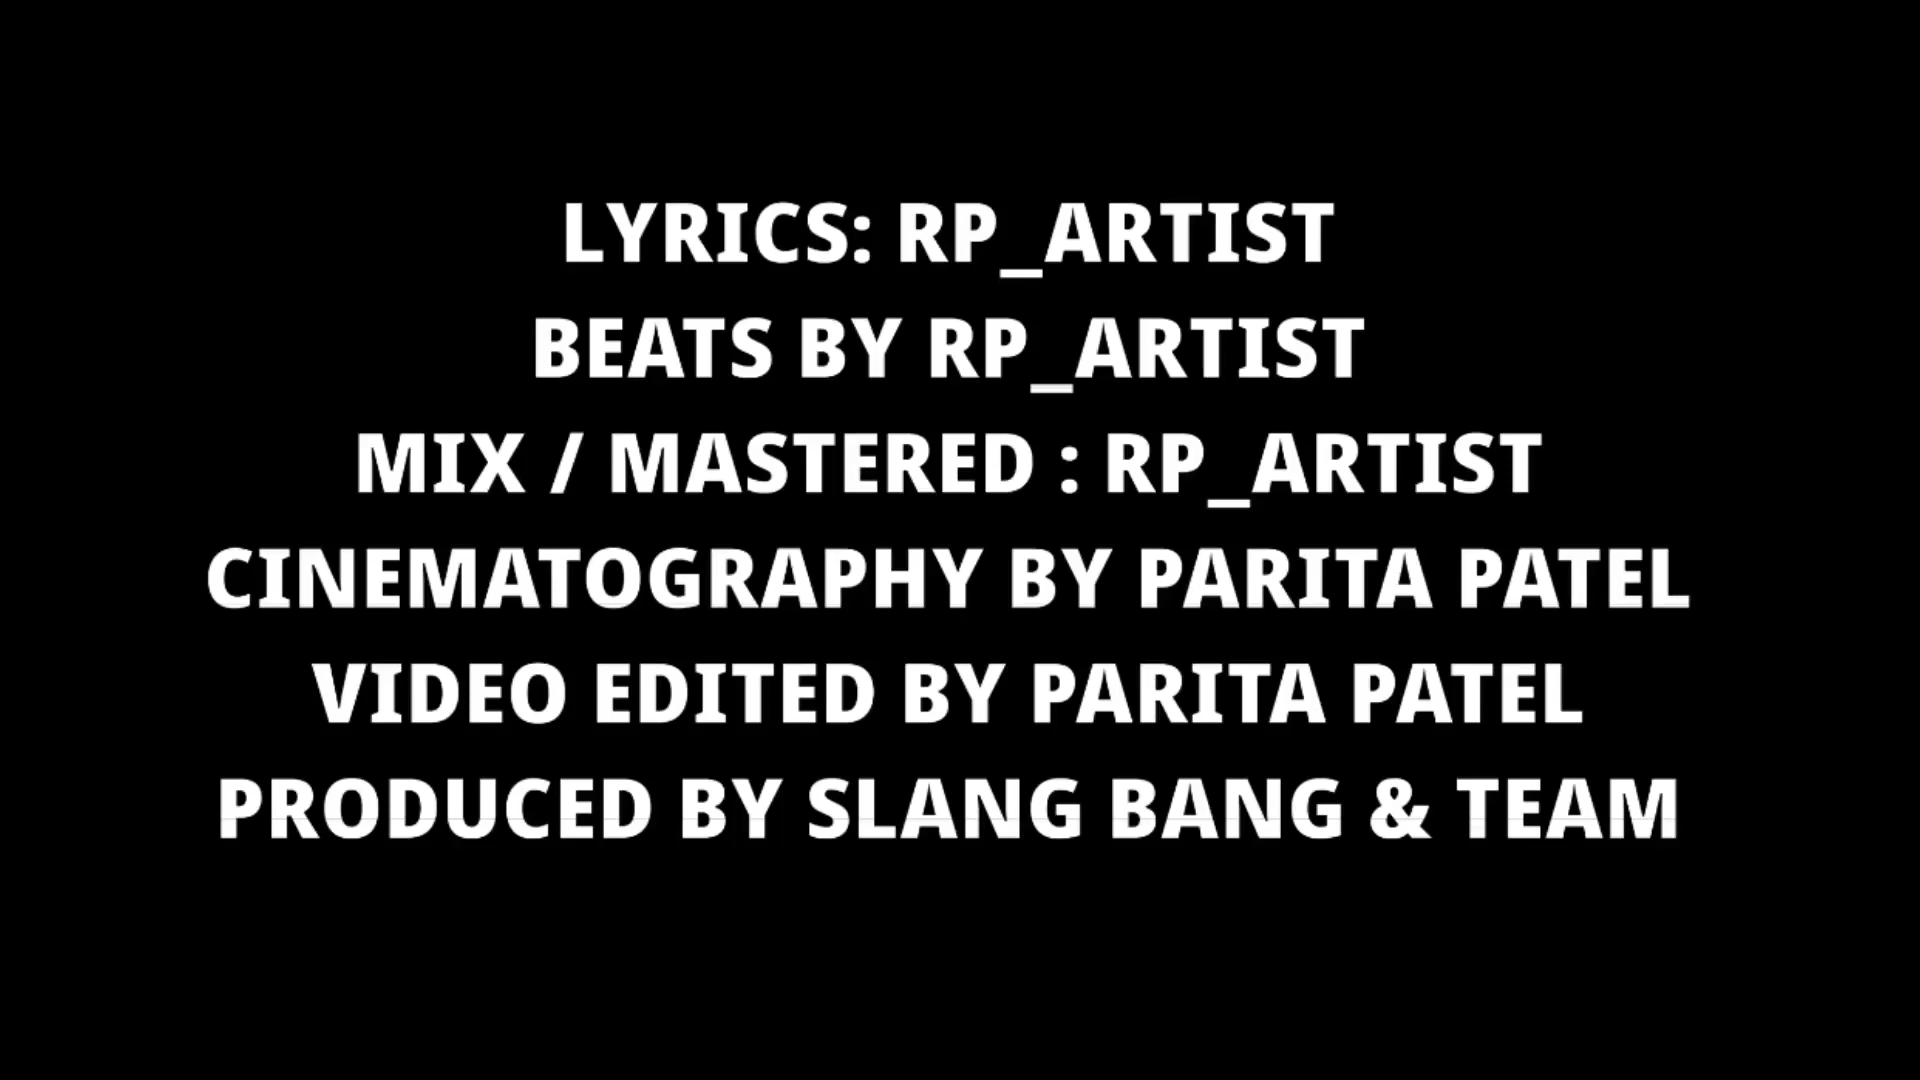 LYRICS: RP_ARTIST
BEATS BY RP_ARTIST
MIX / MASTERED : RP_ARTIST
CINEMATOGRAPHY BY PARITA PATEL
VIDEO EDITED BY PARITA PATEL
PRODUCED BY SLANG BANG & TEAM